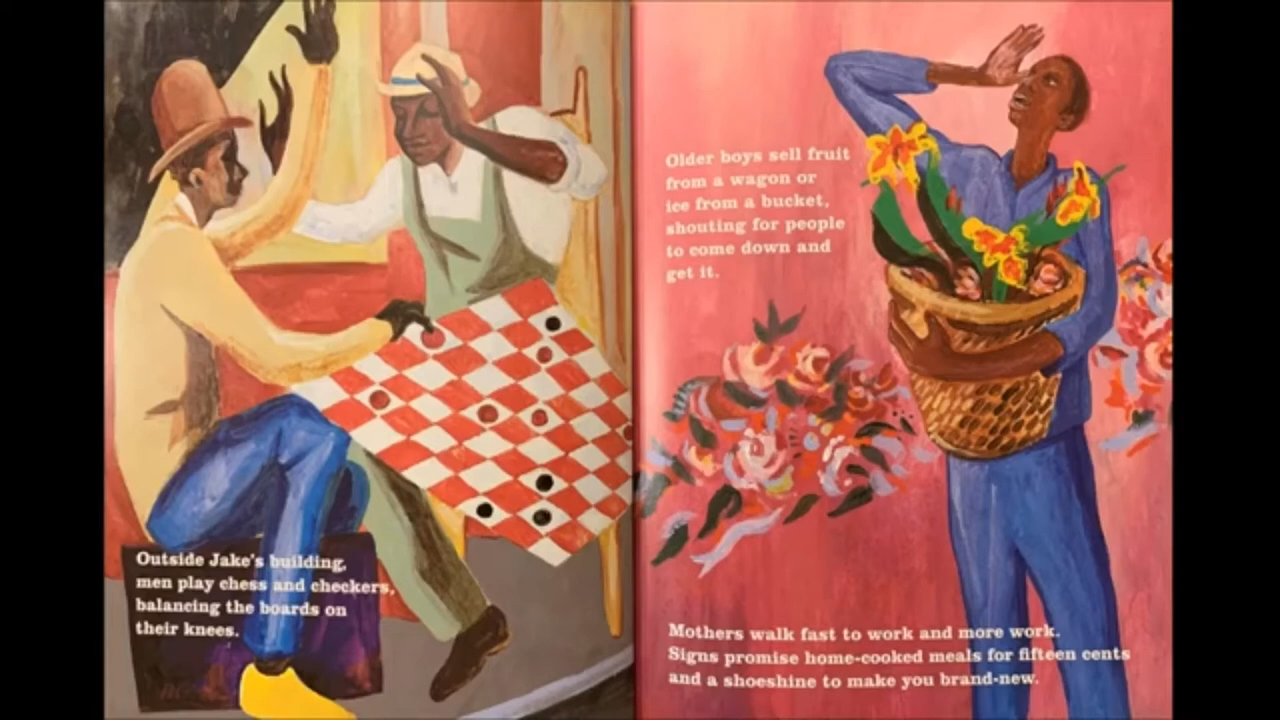 Outside Jake's building,
men play chess and checkers,
balancing the boards on
their knees.
Older boys sell fruit
from a wagon or
ice from a bucket,
shouting for people
to come down and
get it.
Mothers walk fast to work and more work.
Signs promise home-cooked meals for fifteen cents
and a shoeshine to make you brand-new.